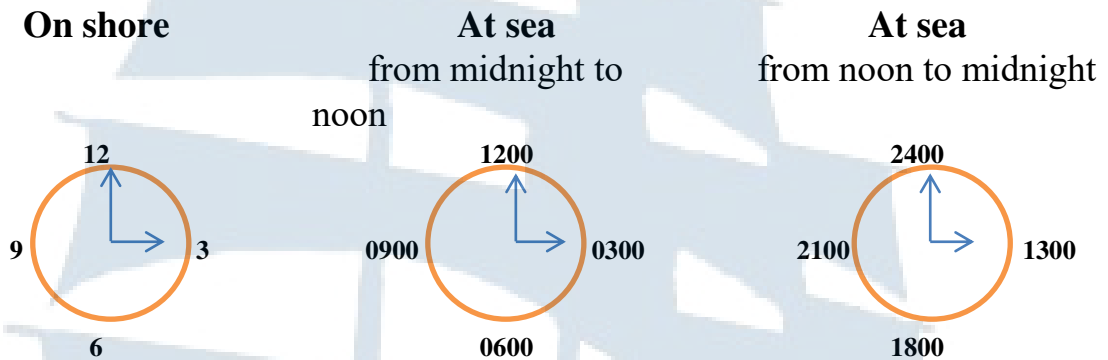 On shore
At sea
At sea
from midnight to
noon
from noon to midnight
12
9
3
6
1200
0900
0300
0600
2400
2100
1300
1800